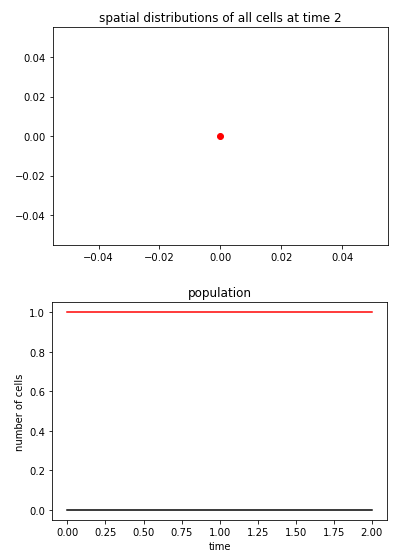 spatial distributions of all cells at time 2
0.04
0.02
0.00
−0.02
−0.04
−0.04 −0.02 0.00 0.02 0.04
population
1.0
0.8
0.6
0.4
0.2
0.0
number of cells
0.00 0.25 0.50 0.75 1.00 1.25 1.50 1.75 2.00
time